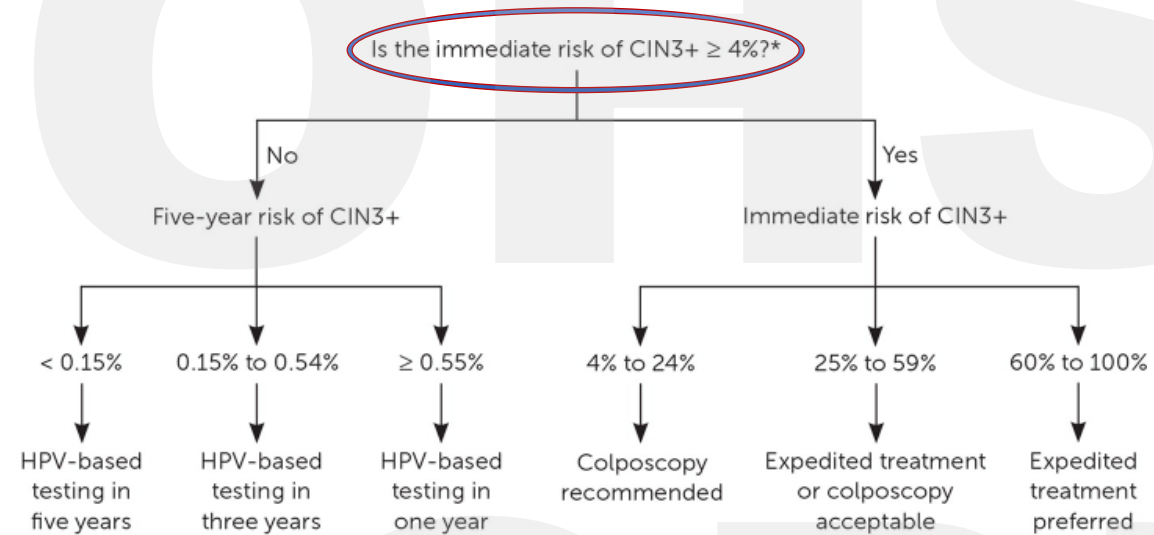 Is the immediate risk of CIN3+ ≥ 4%?*
No
Yes
Five-year risk of CIN3+
Immediate risk of CIN3+
< 0.15%
0.15% to 0.54%
≥ 0.55%
4% to 24%
25% to 59%
60% to 100%
HPV-based
testing in
five years
HPV-based
testing in
three years
HPV-based
testing in
one year
Colposcopy
recommended
Expedited treatment
or colposcopy
acceptable
Expedited
treatment
preferred